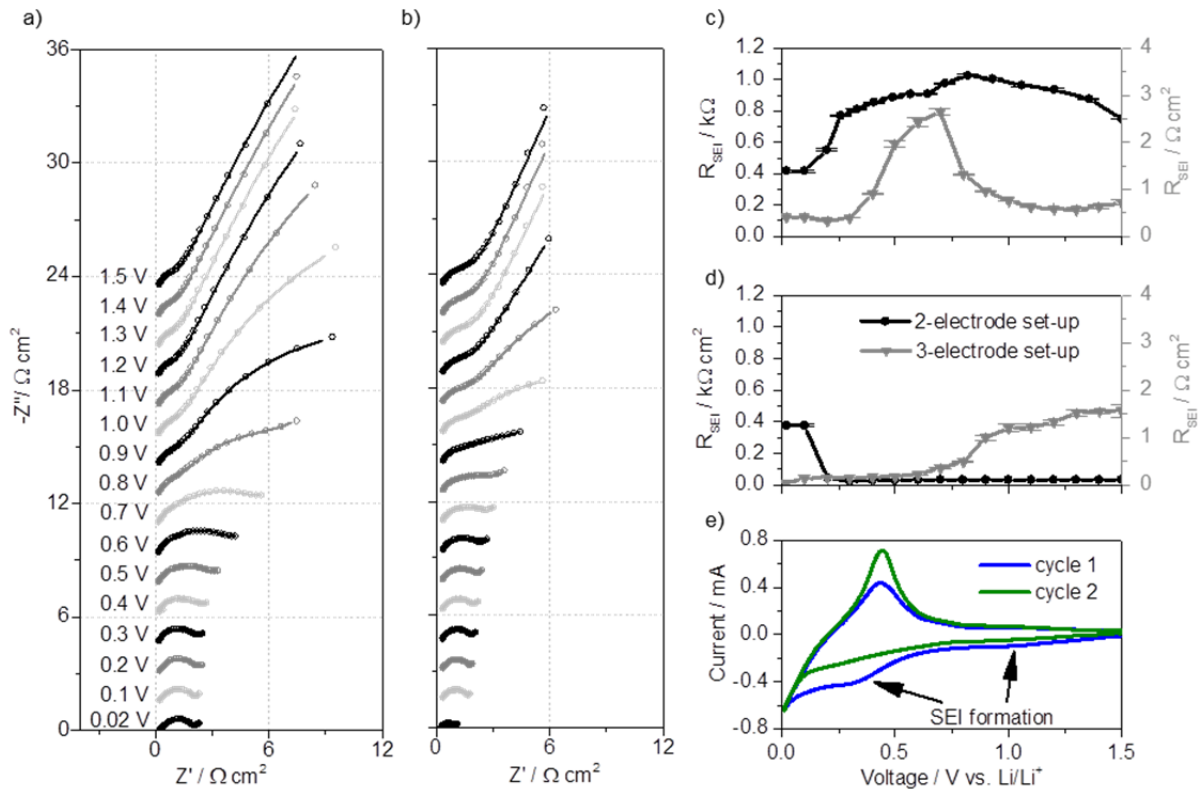 a)
36
30
24
18
12
6
0
-Z"/ Ω cm²
1.5 V
1.4 V
1.3 V
1.2 V
1.1 V
1.0 V
0.9 V
0.8 V
0.7 V
0.6 V
0.5 V
0.4 V
0.3 V
0.2 V
0.1 V
0.02 V
0 6 12
Z' / Ω cm²
b)
0 6 12
Z' / Ω cm²
c)
1.2
1.0
0.8
0.6
0.4
0.2
0.0
R_SEI / kΩ
4
3
2
1
0
R_SEI / Ω cm²
d)
1.2
1.0
0.8
0.6
0.4
0.2
0.0
R_SEI / kΩ cm²
2-electrode set-up
3-electrode set-up
4
3
2
1
0
R_SEI / Ω cm²
e)
0.8
0.4
0.0
-0.4
-0.8
Current / mA
cycle 1
cycle 2
SEI formation
0.0 0.5 1.0 1.5
Voltage / V vs. Li/Li⁺